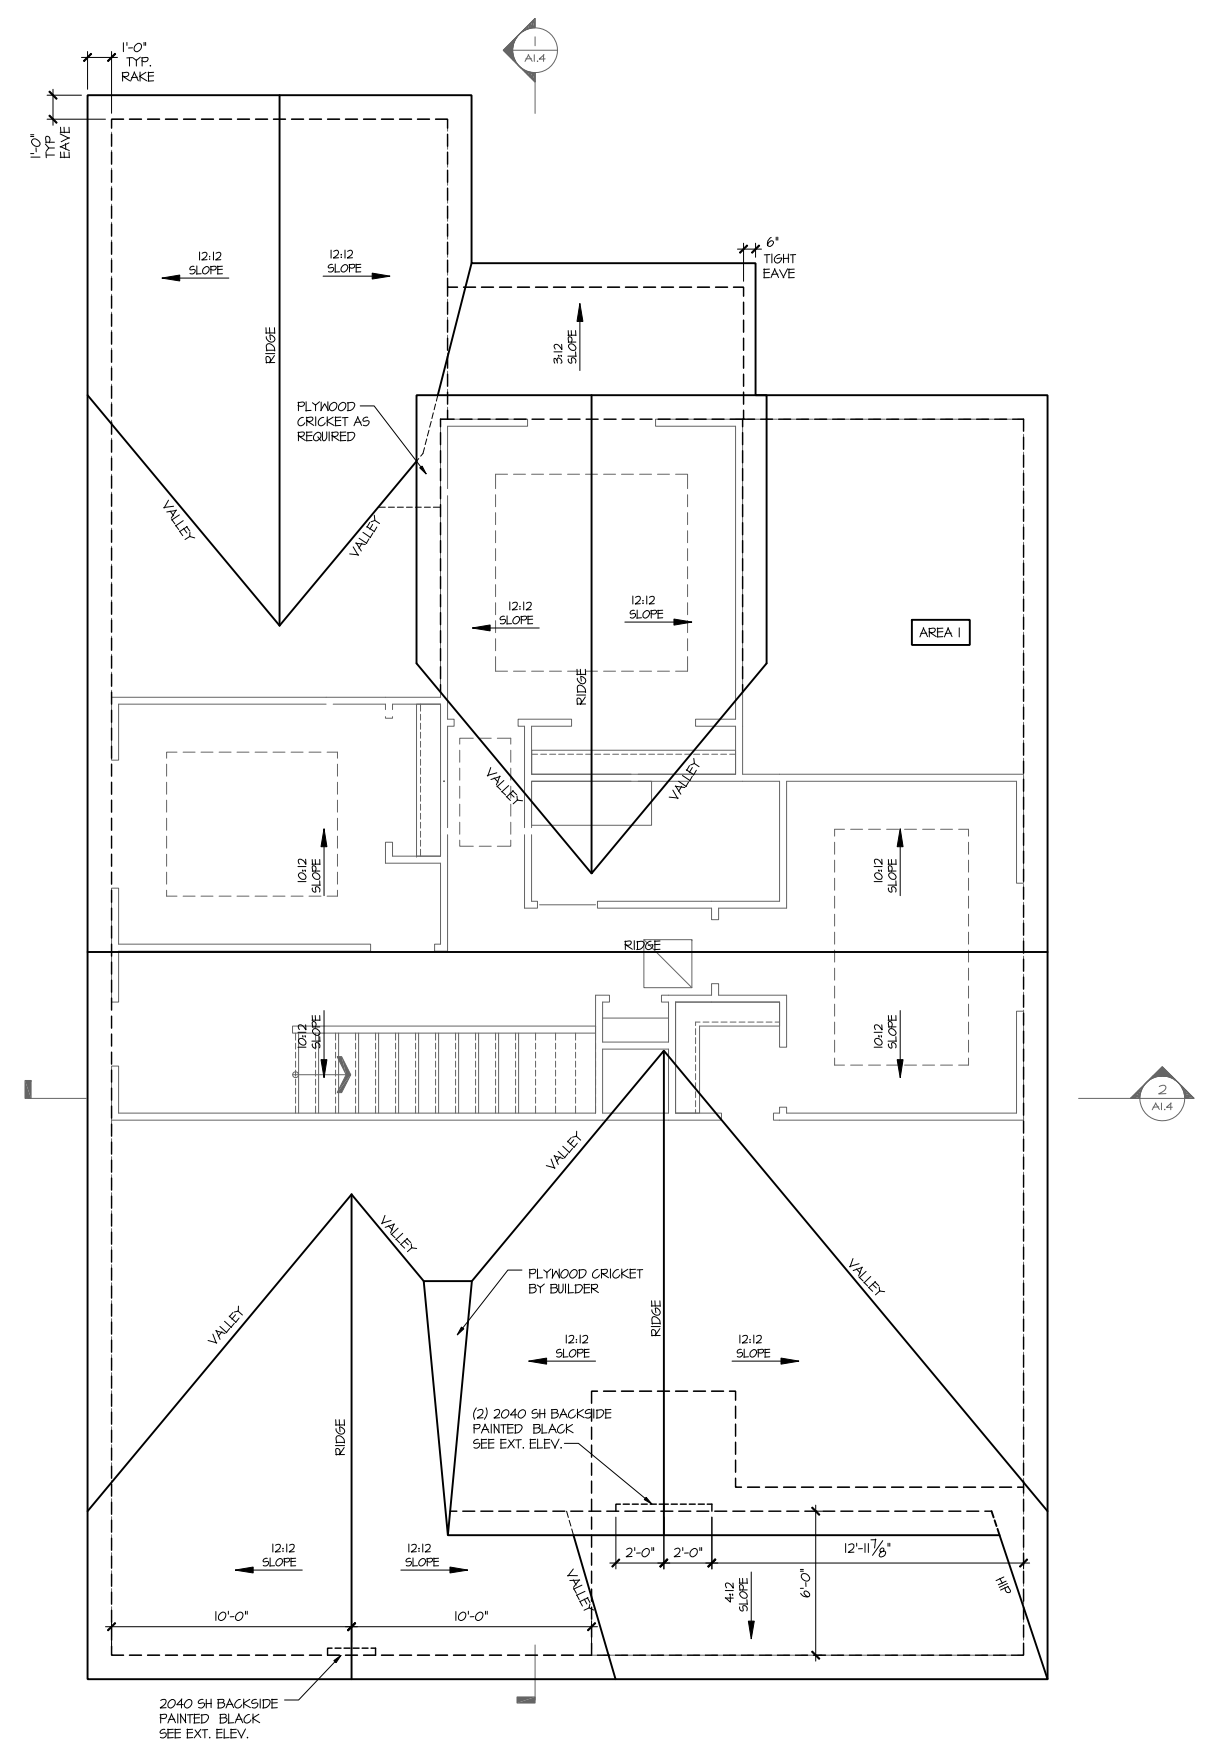 1
A1.4
1'-0"
TYP.
RAKE
1'-0"
TYP
EAVE
6"
TIGHT
EAVE
12:12
SLOPE
12:12
SLOPE
RIDGE
3:12
SLOPE
PLYWOOD
CRICKET AS
REQUIRED
VALLEY
VALLEY
12:12
SLOPE
12:12
SLOPE
AREA 1
RIDGE
VALLEY
VALLEY
10:12
SLOPE
10:12
SLOPE
RIDGE
10:12
SLOPE
10:12
SLOPE
2
A1.4
VALLEY
VALLEY
VALLEY
VALLEY
PLYWOOD CRICKET
BY BUILDER
RIDGE
12:12
SLOPE
12:12
SLOPE
(2) 2040 SH BACKSIDE
PAINTED BLACK
SEE EXT. ELEV.
RIDGE
12:12
SLOPE
12:12
SLOPE
2'-0"
2'-0"
12'-11 7/8"
VALLEY
4:12
SLOPE
6'-0"
HIP
10'-0"
10'-0"
2040 SH BACKSIDE
PAINTED BLACK
SEE EXT. ELEV.